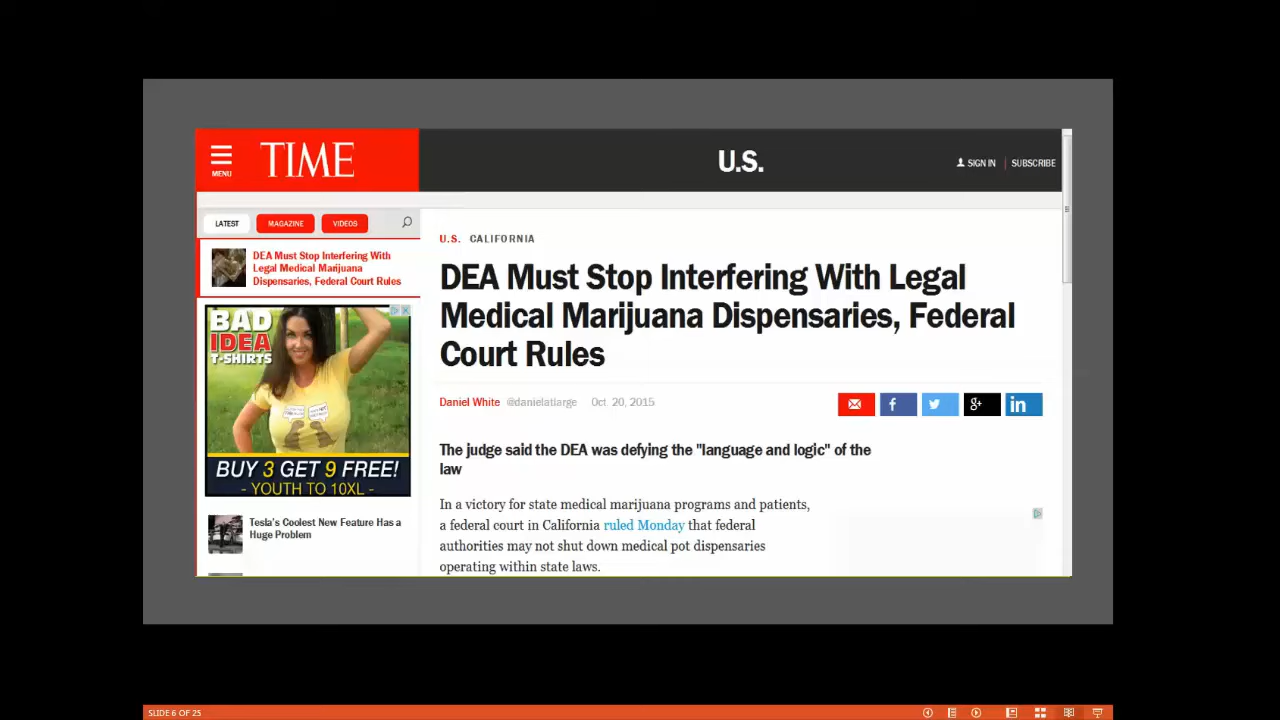 TIME
MENU
U.S.
SIGN IN
SUBSCRIBE
LATEST
MAGAZINE
VIDEOS
DEA Must Stop Interfering With
Legal Medical Marijuana
Dispensaries, Federal Court Rules
BAD
IDEA
T-SHIRTS
BUY 3 GET 9 FREE!
- YOUTH TO 10XL -
Tesla's Coolest New Feature Has a
Huge Problem
U.S. CALIFORNIA
DEA Must Stop Interfering With Legal
Medical Marijuana Dispensaries, Federal
Court Rules
Daniel White @danielatlarge Oct. 20, 2015
f
g+
in
The judge said the DEA was defying the "language and logic" of the
law
In a victory for state medical marijuana programs and patients,
a federal court in California ruled Monday that federal
authorities may not shut down medical pot dispensaries
operating within state laws.
SLIDE 6 OF 25